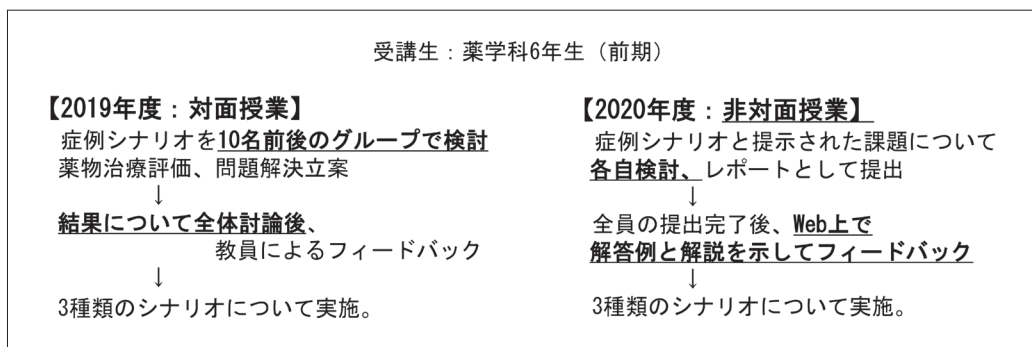 受講生：薬学科6年生（前期）
【2019年度：対面授業】
症例シナリオを10名前後のグループで検討
薬物治療評価、問題解決立案
↓
結果について全体討論後、
教員によるフィードバック
↓
3種類のシナリオについて実施。
【2020年度：非対面授業】
症例シナリオと提示された課題について
各自検討、レポートとして提出
↓
全員の提出完了後、Web上で
解答例と解説を示してフィードバック
↓
3種類のシナリオについて実施。